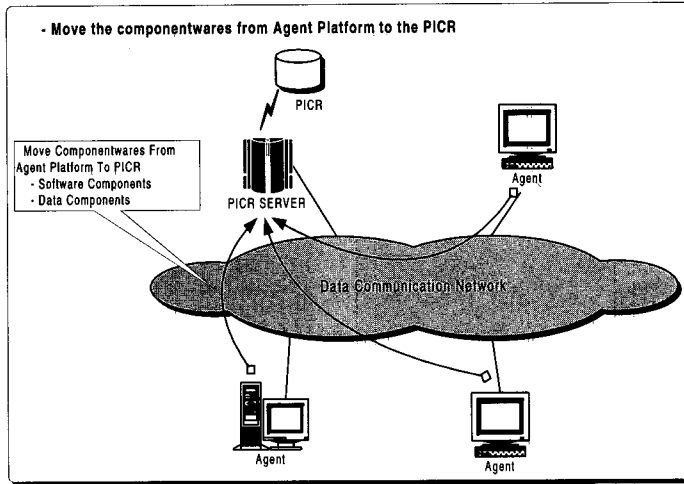 - Move the componentwares from Agent Platform to the PICR
PICR
Move Componentwares From
Agent Platform To PICR
- Software Components
- Data Components
PICR SERVER
Agent
Data Communication Network
Agent
Agent